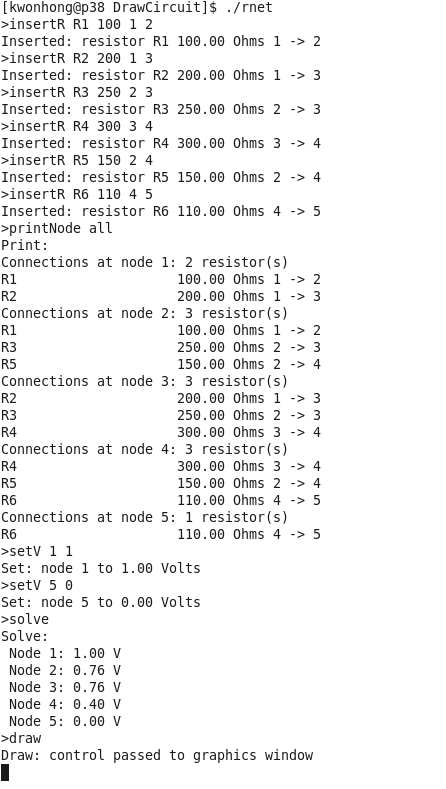 [kwonhong@p38 DrawCircuit]$ ./rnet
>insertR R1 100 1 2
Inserted: resistor R1 100.00 Ohms 1 -> 2
>insertR R2 200 1 3
Inserted: resistor R2 200.00 Ohms 1 -> 3
>insertR R3 250 2 3
Inserted: resistor R3 250.00 Ohms 2 -> 3
>insertR R4 300 3 4
Inserted: resistor R4 300.00 Ohms 3 -> 4
>insertR R5 150 2 4
Inserted: resistor R5 150.00 Ohms 2 -> 4
>insertR R6 110 4 5
Inserted: resistor R6 110.00 Ohms 4 -> 5
>printNode all
Print:
Connections at node 1: 2 resistor(s)
R1                    100.00 Ohms 1 -> 2
R2                    200.00 Ohms 1 -> 3
Connections at node 2: 3 resistor(s)
R1                    100.00 Ohms 1 -> 2
R3                    250.00 Ohms 2 -> 3
R5                    150.00 Ohms 2 -> 4
Connections at node 3: 3 resistor(s)
R2                    200.00 Ohms 1 -> 3
R3                    250.00 Ohms 2 -> 3
R4                    300.00 Ohms 3 -> 4
Connections at node 4: 3 resistor(s)
R4                    300.00 Ohms 3 -> 4
R5                    150.00 Ohms 2 -> 4
R6                    110.00 Ohms 4 -> 5
Connections at node 5: 1 resistor(s)
R6                    110.00 Ohms 4 -> 5
>setV 1 1
Set: node 1 to 1.00 Volts
>setV 5 0
Set: node 5 to 0.00 Volts
>solve
Solve:
 Node 1: 1.00 V
 Node 2: 0.76 V
 Node 3: 0.76 V
 Node 4: 0.40 V
 Node 5: 0.00 V
>draw
Draw: control passed to graphics window